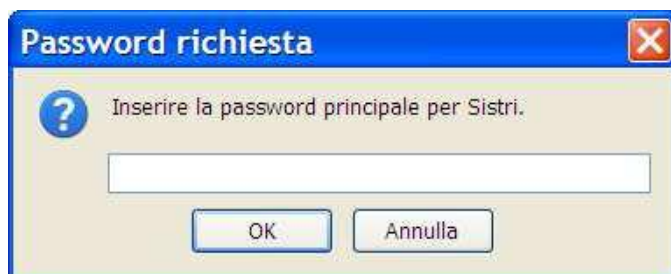 Password richiesta
Inserire la password principale per Sistri.
OK Annulla